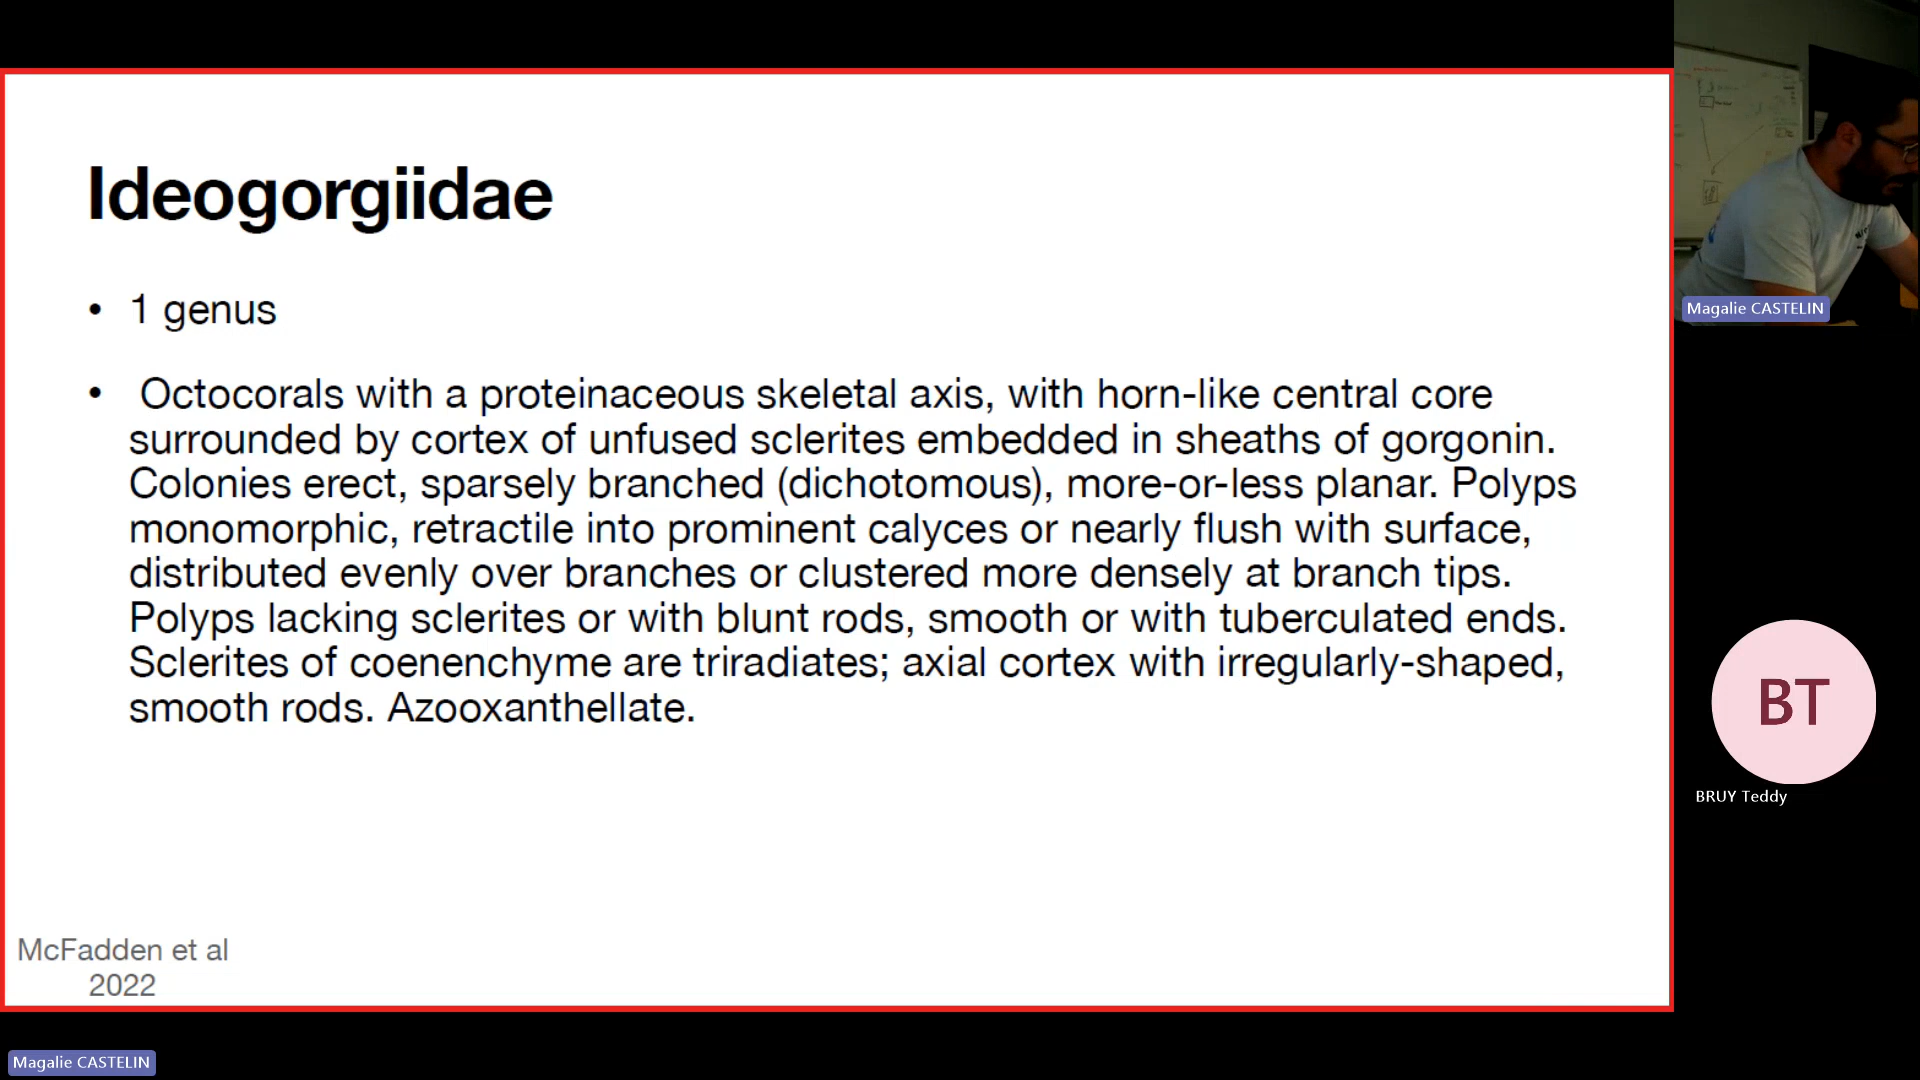 Ideogorgiidae
• 1 genus
• Octocorals with a proteinaceous skeletal axis, with horn-like central core
surrounded by cortex of unfused sclerites embedded in sheaths of gorgonin.
Colonies erect, sparsely branched (dichotomous), more-or-less planar. Polyps
monomorphic, retractile into prominent calyces or nearly flush with surface,
distributed evenly over branches or clustered more densely at branch tips.
Polyps lacking sclerites or with blunt rods, smooth or with tuberculated ends.
Sclerites of coenenchyme are triradiates; axial cortex with irregularly-shaped,
smooth rods. Azooxanthellate.
McFadden et al
2022
Magalie CASTELIN
BT
BRUY Teddy
Magalie CASTELIN